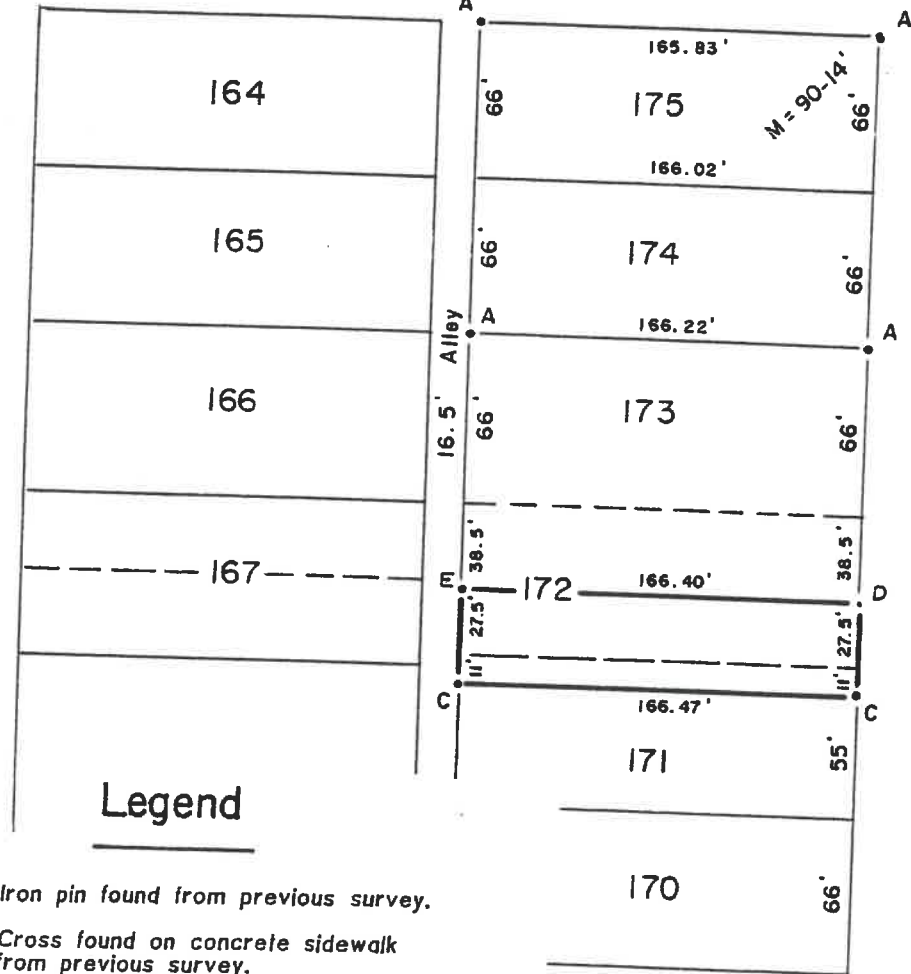 A
A
165.83'
164
66'
175
M = 90-14'
66'
166.02'
165
66'
174
66'
Alley
A
166.22'
A
166
16.5'
66'
173
66'
38.5'
38.5'
167
E
172
166.40'
D
27.5'
27.5'
11'
11'
C
166.47'
C
171
55'
Legend
170
66'
Iron pin found from previous survey.
Cross found on concrete sidewalk
from previous survey.